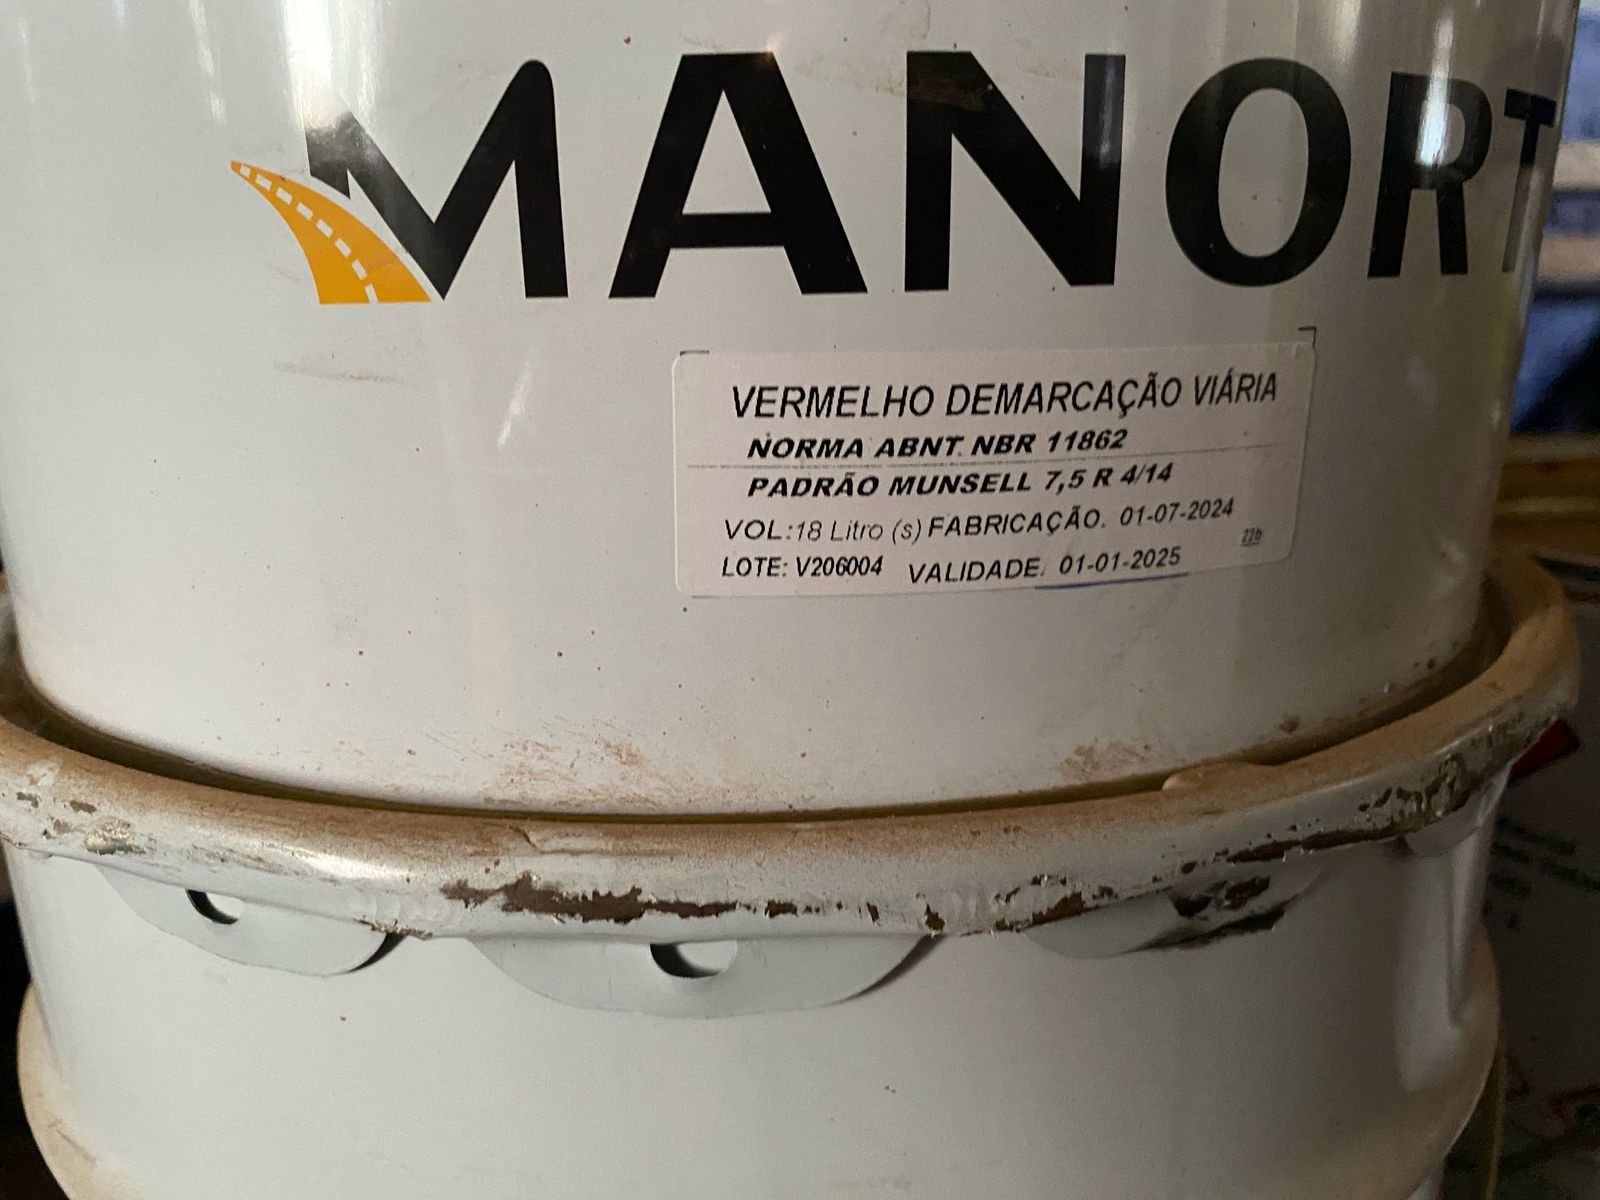 MANORT
VERMELHO DEMARCAÇÃO VIÁRIA
NORMA ABNT. NBR 11862
PADRÃO MUNSELL 7,5 R 4/14
VOL.:18 Litro (s) FABRICAÇÃO. 01-07-2024
LOTE: V206004 VALIDADE. 01-01-2025